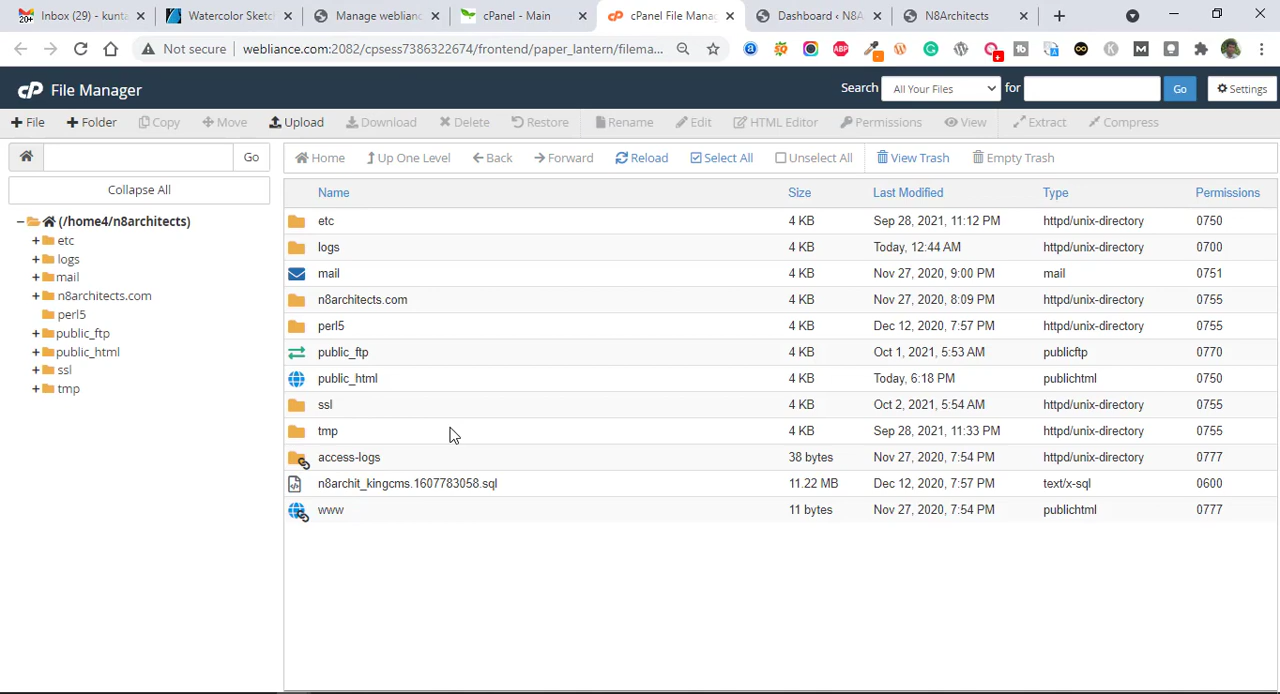 Inbox (29) - kunta
Watercolor Sketc
Manage weblianc
cPanel - Main
cPanel File Mana
Dashboard ‹ N8A
N8Architects
Not secure
webliance.com:2082/cpsess7386322674/frontend/paper_lantern/filema...
cP File Manager
Search
All Your Files
for
Go
Settings
File
Folder
Copy
Move
Upload
Download
Delete
Restore
Rename
Edit
HTML Editor
Permissions
View
Extract
Compress
Go
Home
Up One Level
Back
Forward
Reload
Select All
Unselect All
View Trash
Empty Trash
Collapse All
(/home4/n8architects)
etc
logs
mail
n8architects.com
perl5
public_ftp
public_html
ssl
tmp
Name Size Last Modified Type Permissions
etc 4 KB Sep 28, 2021, 11:12 PM httpd/unix-directory 0750
logs 4 KB Today, 12:44 AM httpd/unix-directory 0700
mail 4 KB Nov 27, 2020, 9:00 PM mail 0751
n8architects.com 4 KB Nov 27, 2020, 8:09 PM httpd/unix-directory 0755
perl5 4 KB Dec 12, 2020, 7:57 PM httpd/unix-directory 0755
public_ftp 4 KB Oct 1, 2021, 5:53 AM publicftp 0770
public_html 4 KB Today, 6:18 PM publichtml 0750
ssl 4 KB Oct 2, 2021, 5:54 AM httpd/unix-directory 0755
tmp 4 KB Sep 28, 2021, 11:33 PM httpd/unix-directory 0755
access-logs 38 bytes Nov 27, 2020, 7:54 PM httpd/unix-directory 0777
n8archit_kingcms.1607783058.sql 11.22 MB Dec 12, 2020, 7:57 PM text/x-sql 0600
www 11 bytes Nov 27, 2020, 7:54 PM publichtml 0777